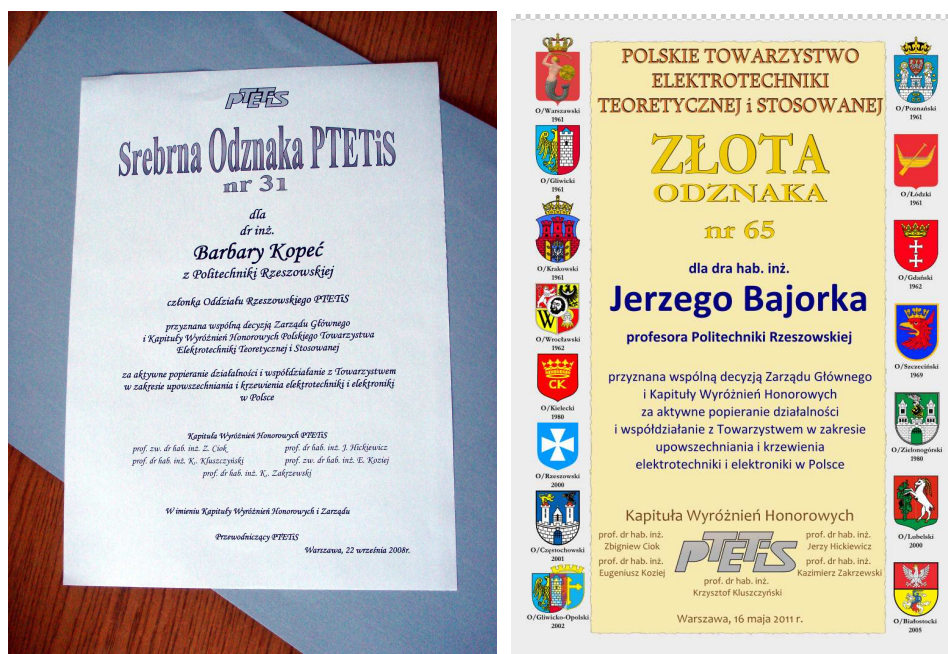 PTETiS
Srebrna Odznaka PTETiS
nr 31
dla
dr inż.
Barbary Kopeć
z Politechniki Rzeszowskiej
członka Oddziału Rzeszowskiego PTETiS
przyznana wspólną decyzją Zarządu Głównego
i Kapituły Wyróżnień Honorowych Polskiego Towarzystwa
Elektrotechniki Teoretycznej i Stosowanej
za aktywne popieranie działalności i współdziałanie z Towarzystwem
w zakresie upowszechniania i krzewienia elektrotechniki i elektroniki
w Polsce
Kapituła Wyróżnień Honorowych PTETiS
prof. zw. dr hab. inż. Z. Ciok
prof. dr hab. inż. J. Hickiewicz
prof. dr hab. inż. K. Kluszczyński
prof. zw. dr hab. inż. E. Koziej
prof. dr hab. inż. K. Zakrzewski
W imieniu Kapituły Wyróżnień Honorowych i Zarządu
Przewodniczący PTETiS
Warszawa, 22 września 2008r.
POLSKIE TOWARZYSTWO
ELEKTROTECHNIKI
TEORETYCZNEJ i STOSOWANEJ
ZŁOTA
ODZNAKA
nr 65
dla dra hab. inż.
Jerzego Bajorka
profesora Politechniki Rzeszowskiej
przyznana wspólną decyzją Zarządu Głównego
i Kapituły Wyróżnień Honorowych
za aktywne popieranie działalności
i współdziałanie z Towarzystwem w zakresie
upowszechniania i krzewienia
elektrotechniki i elektroniki w Polsce
Kapituła Wyróżnień Honorowych
prof. dr hab. inż.
Zbigniew Ciok
prof. dr hab. inż.
Eugeniusz Koziej
PTETiS
prof. dr hab. inż.
Jerzy Hickiewicz
prof. dr hab. inż.
Kazimierz Zakrzewski
prof. dr hab. inż.
Krzysztof Kluszczyński
Warszawa, 16 maja 2011 r.
O/Warszawski
1961
O/Gliwicki
1961
O/Krakowski
1961
W
O/Wrocławski
1962
CK
O/Kielecki
1980
O/Rzeszowski
2000
O/Częstochowski
2001
O/Gliwicko-Opolski
2002
O/Poznański
1961
O/Łódzki
1961
O/Gdański
1962
O/Szczeciński
1969
O/Zielonogórski
1980
O/Lubelski
2000
O/Białostocki
2005